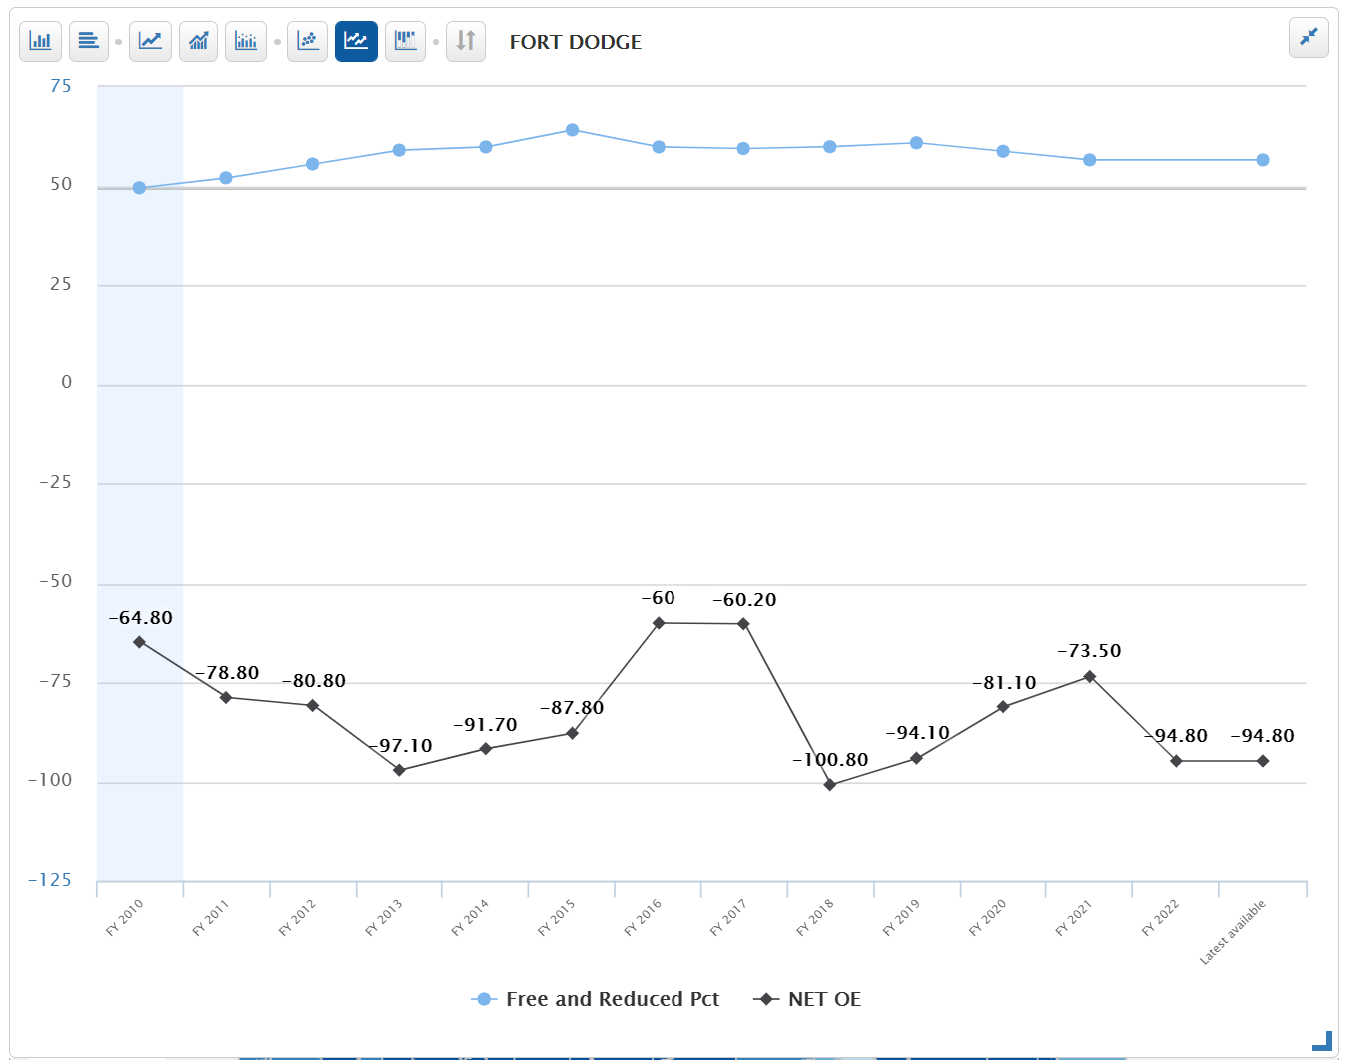 FORT DODGE
75
50
25
0
-25
-50
-75
-100
-125
-64.80
-78.80
-80.80
-97.10
-91.70
-87.80
-60
-60.20
-100.80
-94.10
-81.10
-73.50
-94.80
-94.80
FY 2010
FY 2011
FY 2012
FY 2013
FY 2014
FY 2015
FY 2016
FY 2017
FY 2018
FY 2019
FY 2020
FY 2021
FY 2022
Latest available
Free and Reduced Pct
NET OE